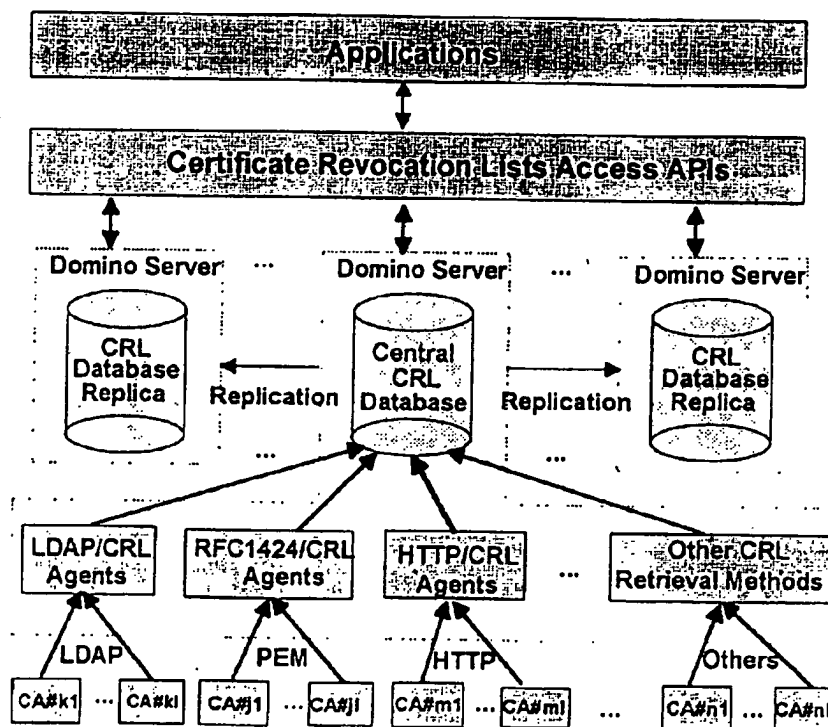 Applications
Certificate Revocation Lists Access APIs
Domino Server ... Domino Server ... Domino Server
CRL
Database
Replica
Replication
Central
CRL
Database
Replication
CRL
Database
Replica
... ...
LDAP/CRL
Agents
RFC1424/CRL
Agents
HTTP/CRL
Agents
...
Other CRL
Retrieval Methods
LDAP PEM HTTP Others
CA#k1 ... CA#kl CA#j1 ... CA#jl CA#m1 ... CA#ml ... CA#n1 ... CA#nl